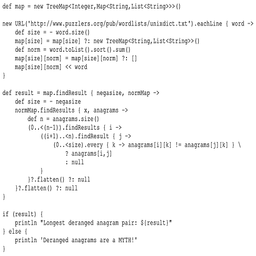 def map = new TreeMap<Integer,Map<String,List<String>>>()

new URL('http://www.puzzlers.org/pub/wordlists/unixdict.txt').eachLine { word ->
    def size = - word.size()
    map[size] = map[size] ?: new TreeMap<String,List<String>>()
    def norm = word.toList().sort().sum()
    map[size][norm] = map[size][norm] ?: []
    map[size][norm] << word
}

def result = map.findResult { negasize, normMap ->
    def size = - negasize
    normMap.findResults { x, anagrams ->
        def n = anagrams.size()
        (0..<(n-1)).findResults { i ->
            ((i+1)..<n).findResult { j ->
                (0..<size).every { k -> anagrams[i][k] != anagrams[j][k] } \
                    ? anagrams[i,j]
                    : null
            }
        }?.flatten() ?: null
    }?.flatten() ?: null
}

if (result) {
    println "Longest deranged anagram pair: ${result}"
} else {
    println 'Deranged anagrams are a MYTH!'
}